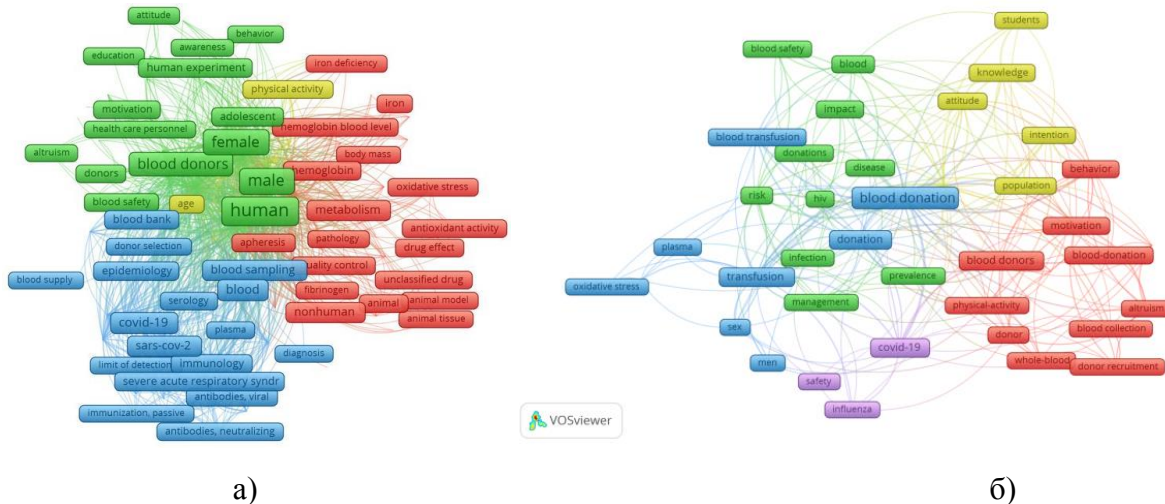 attitude
behavior
education
awareness
human experiment
iron deficiency
physical activity
iron
motivation
adolescent
health care personnel
hemoglobin blood level
female
altruism
blood donors
body mass
hemoglobin
donors
male
oxidative stress
blood safety
age
human
metabolism
blood bank
antioxidant activity
donor selection
apheresis
pathology
drug effect
blood supply
epidemiology
blood sampling
quality control
unclassified drug
serology
blood
fibrinogen
animal
animal model
covid-19
nonhuman
animal tissue
plasma
sars-cov-2
diagnosis
limit of detection
immunology
severe acute respiratory syndr
antibodies, viral
immunization, passive
antibodies, neutralizing
students
blood safety
blood
knowledge
attitude
impact
blood transfusion
intention
donations
disease
behavior
population
risk
hiv
blood donation
motivation
plasma
donation
infection
blood donors
blood-donation
oxidative stress
transfusion
prevalence
management
physical-activity
altruism
sex
donor
blood collection
covid-19
men
whole-blood
donor recruitment
safety
influenza
VOSviewer
а)
б)